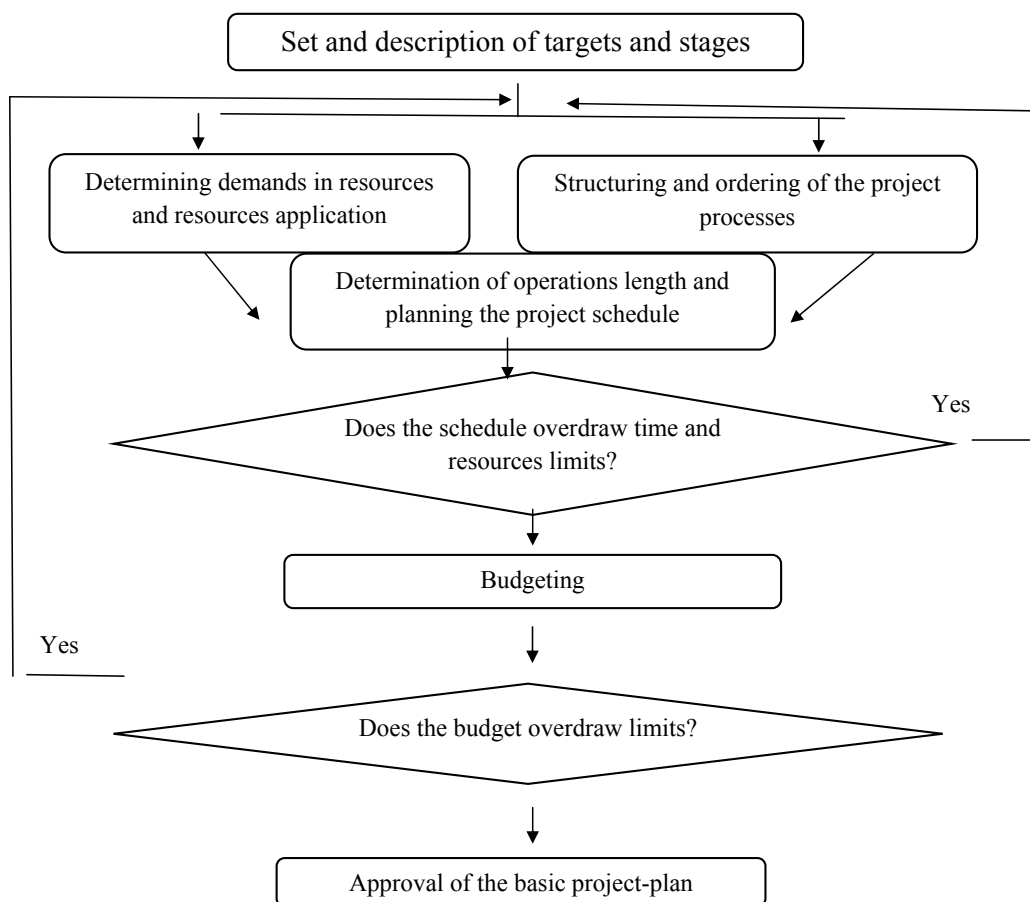 Set and description of targets and stages
Determining demands in resources
and resources application
Structuring and ordering of the project
processes
Determination of operations length and
planning the project schedule
Yes
Does the schedule overdraw time and
resources limits?
Budgeting
Yes
Does the budget overdraw limits?
Approval of the basic project-plan